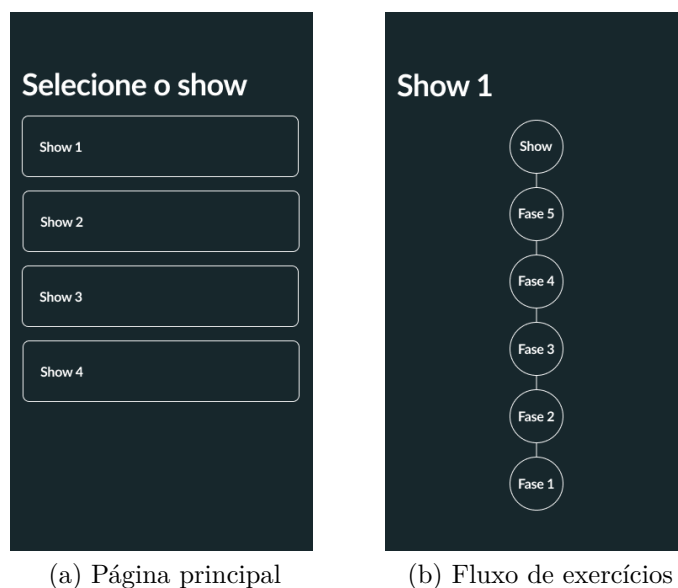 Selecione o show
Show 1
Show 2
Show 3
Show 4
(a) Página principal
Show 1
Show
Fase 5
Fase 4
Fase 3
Fase 2
Fase 1
(b) Fluxo de exercícios